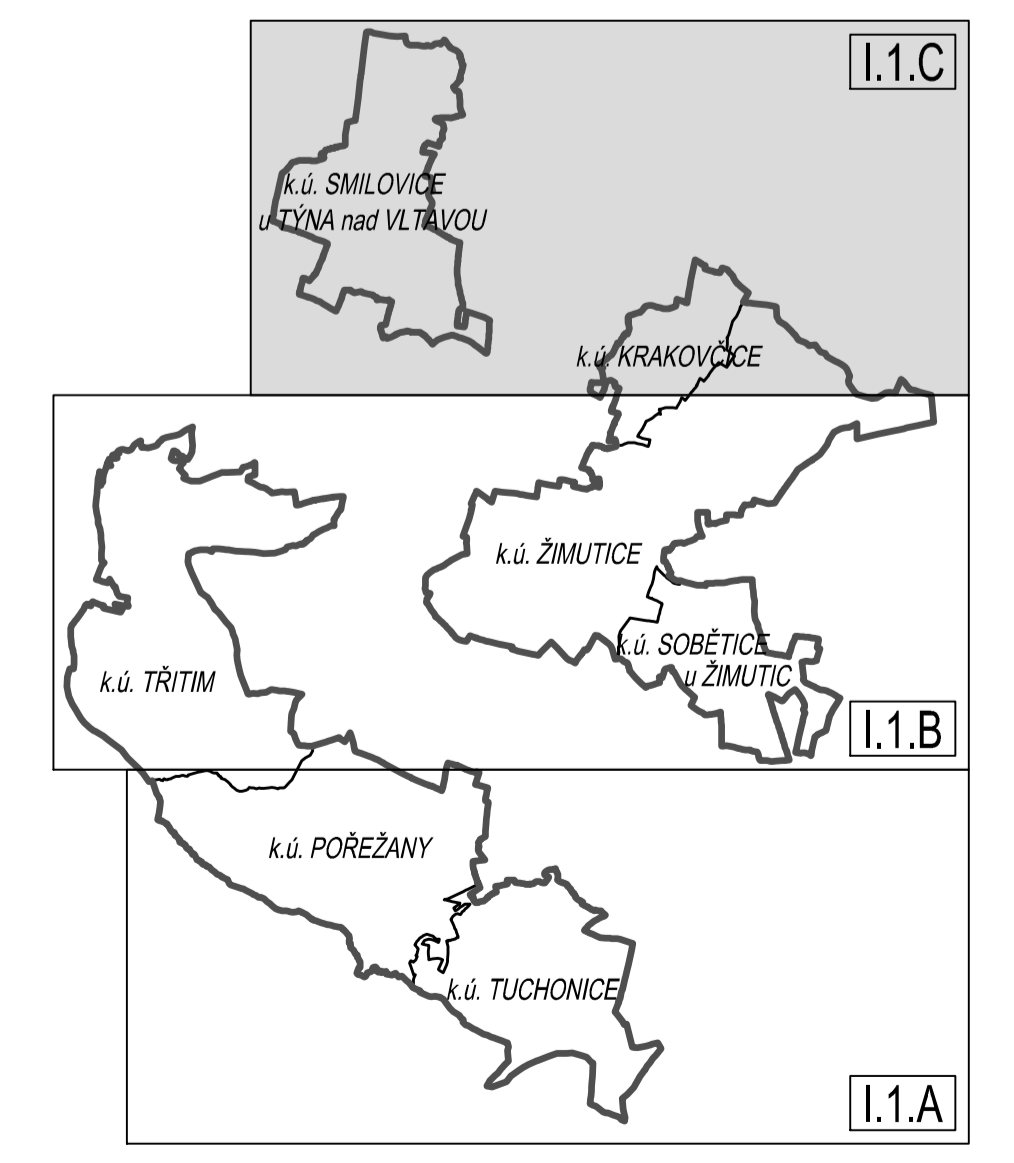 I.1.C
k.ú. SMILOVICE
u TÝNA nad VLTAVOU
k.ú. KRAKOVČICE
k.ú. ŽIMUTICE
k.ú. SOBĚTICE
u ŽIMUTIC
k.ú. TŘITIM
I.1.B
k.ú. POŘEŽANY
k.ú. TUCHONICE
I.1.A